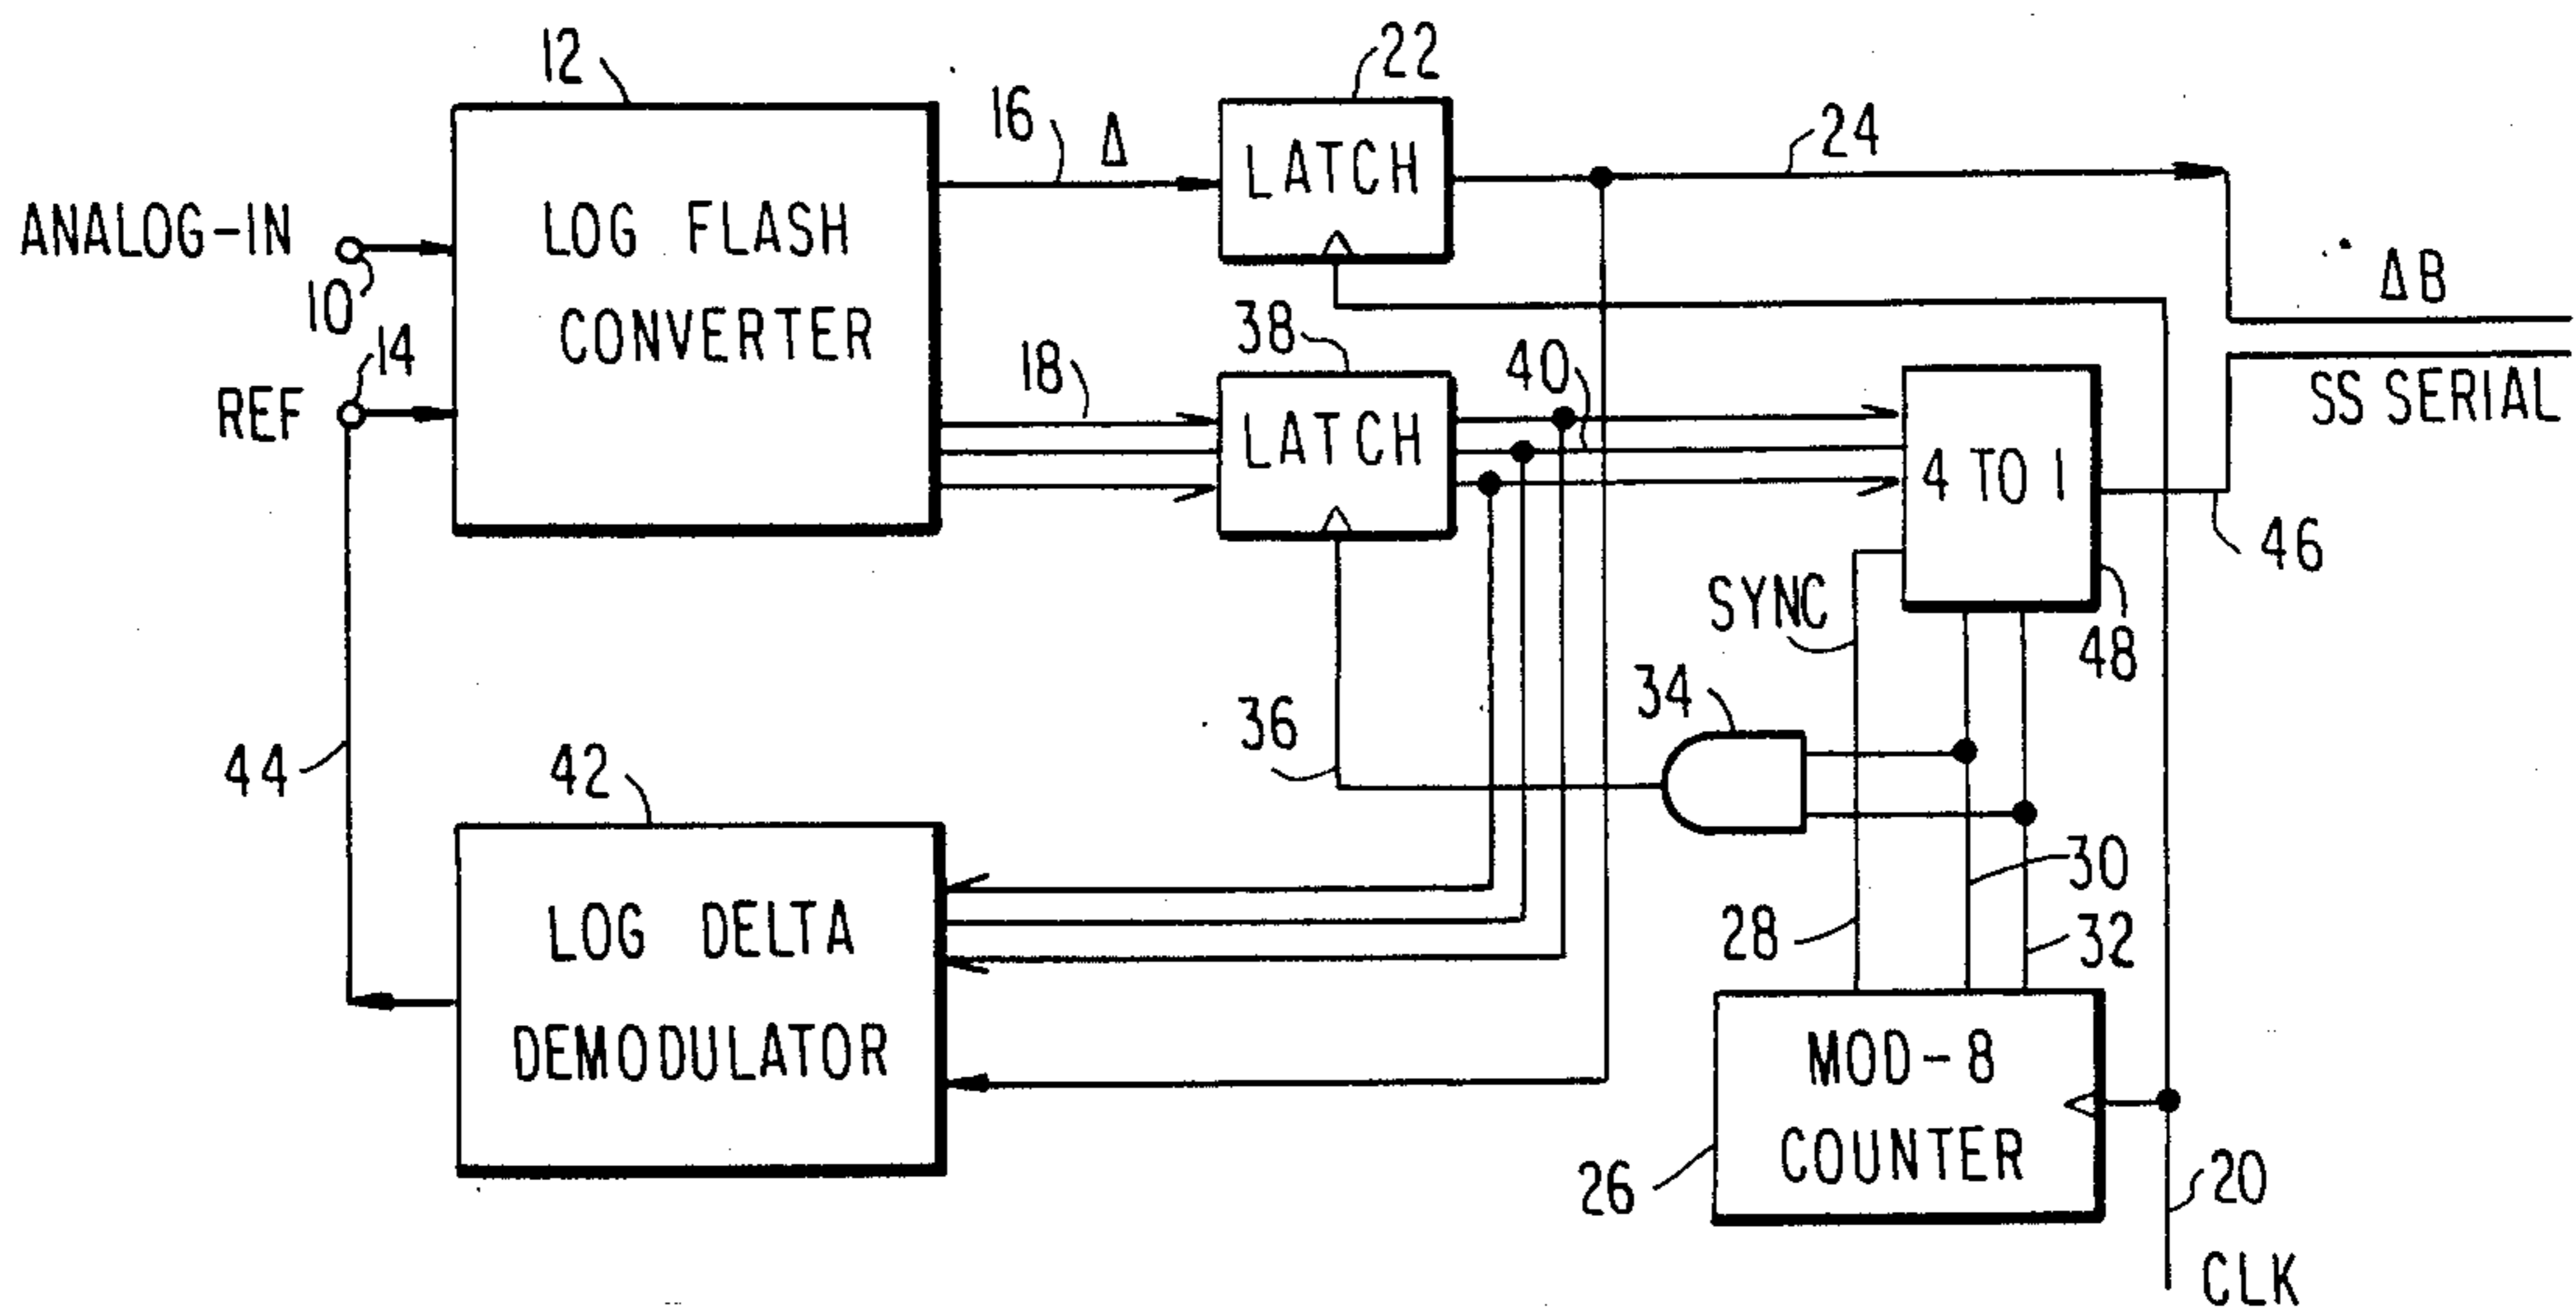 12
22
16 Δ
24
LATCH
LOG FLASH
CONVERTER
ANALOG-IN
10
14
REF
ΔB
38
18
40
LATCH
4 TO 1
SS SERIAL
46
SYNC
48
34
36
44
42
30
28
32
LOG DELTA
DEMODULATOR
MOD-8
COUNTER
26
20
CLK